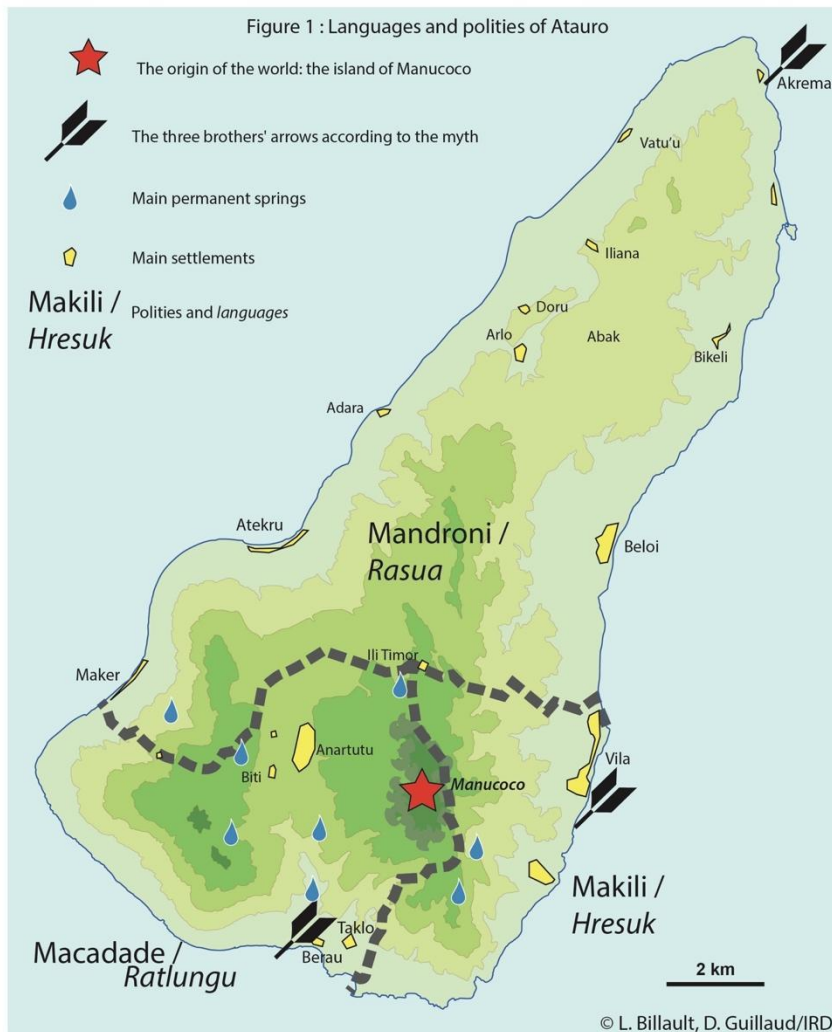 Figure 1 : Languages and polities of Atauro
The origin of the world: the island of Manucoco
The three brothers' arrows according to the myth
Main permanent springs
Main settlements
Makili /
Hresuk
Polities and languages
Akrema
Vatu'u
Iliana
Doru
Arlo
Abak
Bikeli
Adara
Atekru
Mandroni /
Rasua
Beloi
Ili Timor
Maker
Anartutu
Biti
Manucoco
Vila
Makili /
Hresuk
Taklo
Berau
Macadade /
Ratlungu
2 km
© L. Billault, D. Guillaud/IRD